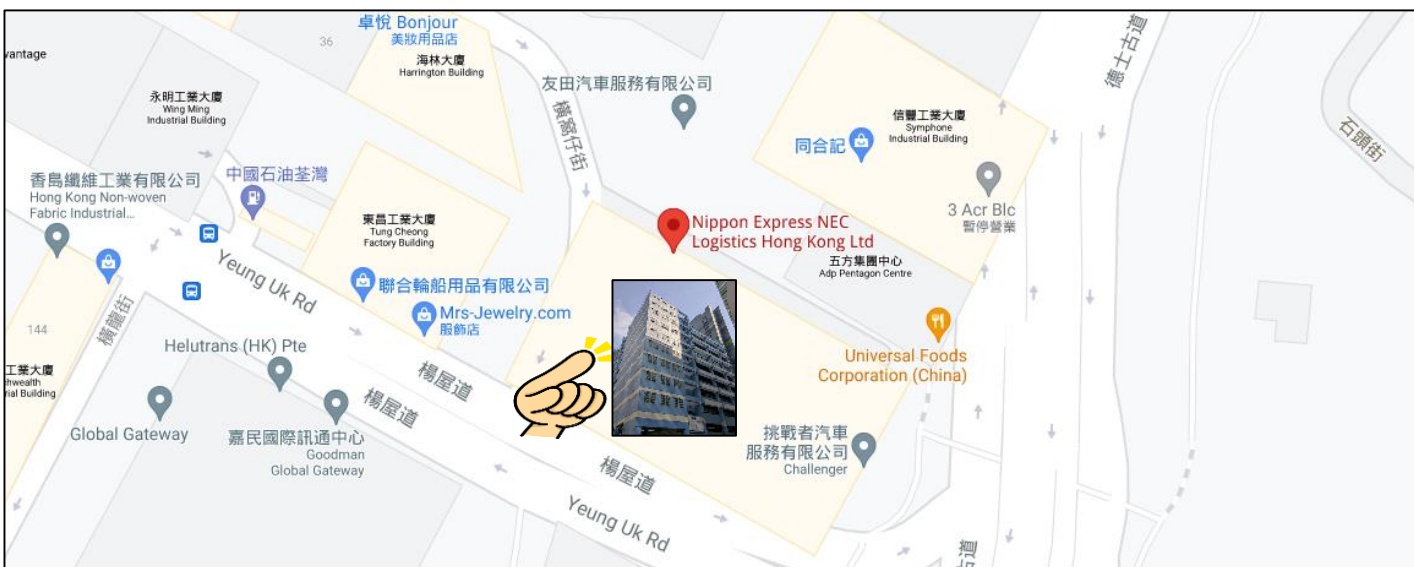 vantage
36
卓悅 Bonjour
美妝用品店
海林大廈
Harrington Building
友田汽車服務有限公司
德士古道
石頭街
永明工業大廈
Wing Ming
Industrial Building
橫窩仔街
信豐工業大廈
Symphone
Industrial Building
同合記
香島纖維工業有限公司
Hong Kong Non-woven
Fabric Industrial...
中國石油荃灣
東昌工業大廈
Tung Cheong
Factory Building
3 Acr Blc
暫停營業
Nippon Express NEC
Logistics Hong Kong Ltd
五方集團中心
Adp Pentagon Centre
Yeung Uk Rd
聯合輪船用品有限公司
Mrs-Jewelry.com
服飾店
橫龍街
144
Helutrans (HK) Pte
Universal Foods
Corporation (China)
工業大廈
hwealth
rial Building
楊屋道
楊屋道
Global Gateway
嘉民國際訊通中心
Goodman
Global Gateway
挑戰者汽車
服務有限公司
Challenger
楊屋道
Yeung Uk Rd
古道